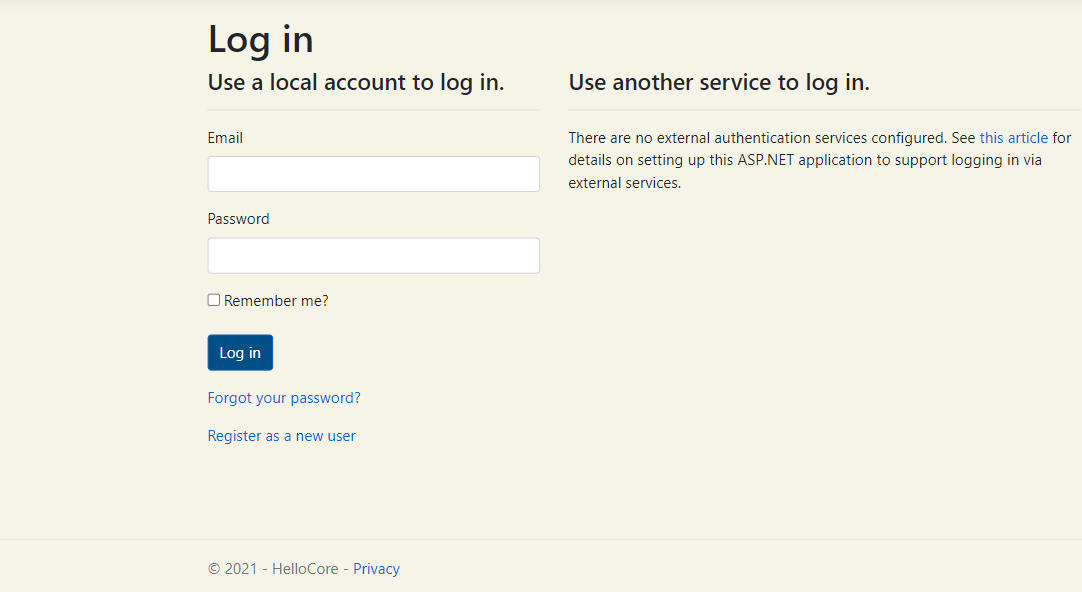 Log in
Use a local account to log in.
Email
Password
Remember me?
Log in
Forgot your password?
Register as a new user
Use another service to log in.
There are no external authentication services configured. See this article for
details on setting up this ASP.NET application to support logging in via
external services.
© 2021 - HelloCore - Privacy